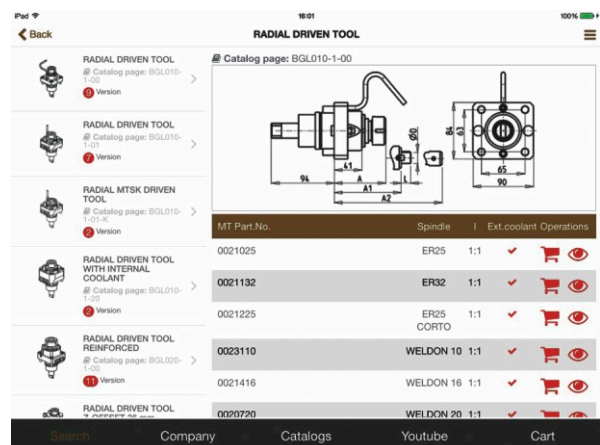 iPad
16:01
100%
Back
RADIAL DRIVEN TOOL
RADIAL DRIVEN TOOL
Catalog page: BGL010-
1-00
9 Version
RADIAL DRIVEN TOOL
Catalog page: BGL010-
1-01
7 Version
RADIAL MTSK DRIVEN
TOOL
Catalog page: BGL010-
1-01-K
2 Version
RADIAL DRIVEN TOOL
WITH INTERNAL
COOLANT
Catalog page: BGL010-
1-20
2 Version
RADIAL DRIVEN TOOL
REINFORCED
Catalog page: BGL020-
1-00
11 Version
RADIAL DRIVEN TOOL
Catalog page: BGL010-1-00
41
94
A
L
A1
A2
ØD
84
63
65
90
MT Part.No. Spindle I Ext.coolant Operations
0021025 ER25 1:1
0021132 ER32 1:1
0021225 ER25 CORTO 1:1
0023110 WELDON 10 1:1
0021416 WELDON 16 1:1
0020720 WELDON 20 1:1
Search Company Catalogs Youtube Cart